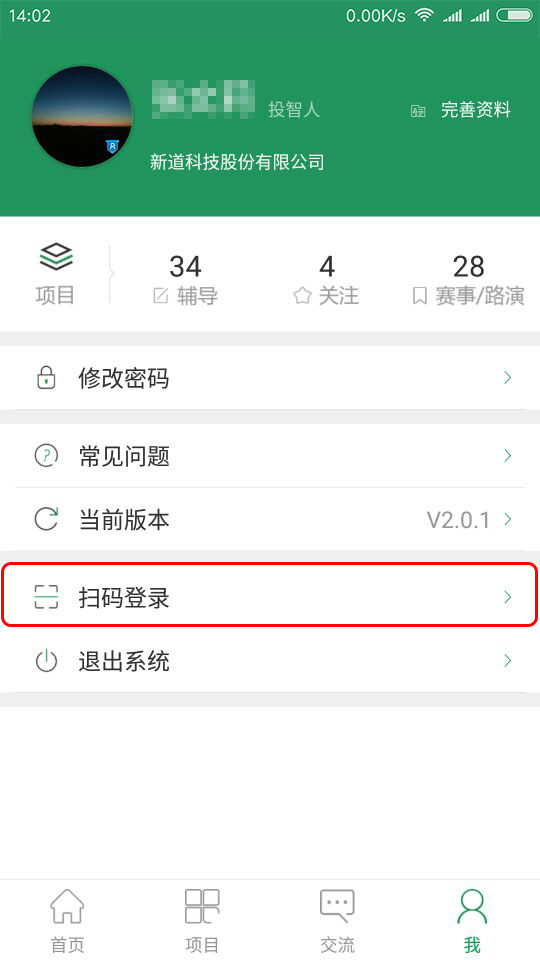 14:02 0.00K/s
投智人 完善资料
新道科技股份有限公司
34 4 28
项目 辅导 关注 赛事/路演
修改密码
常见问题
当前版本 V2.0.1
扫码登录
退出系统
首页 项目 交流 我